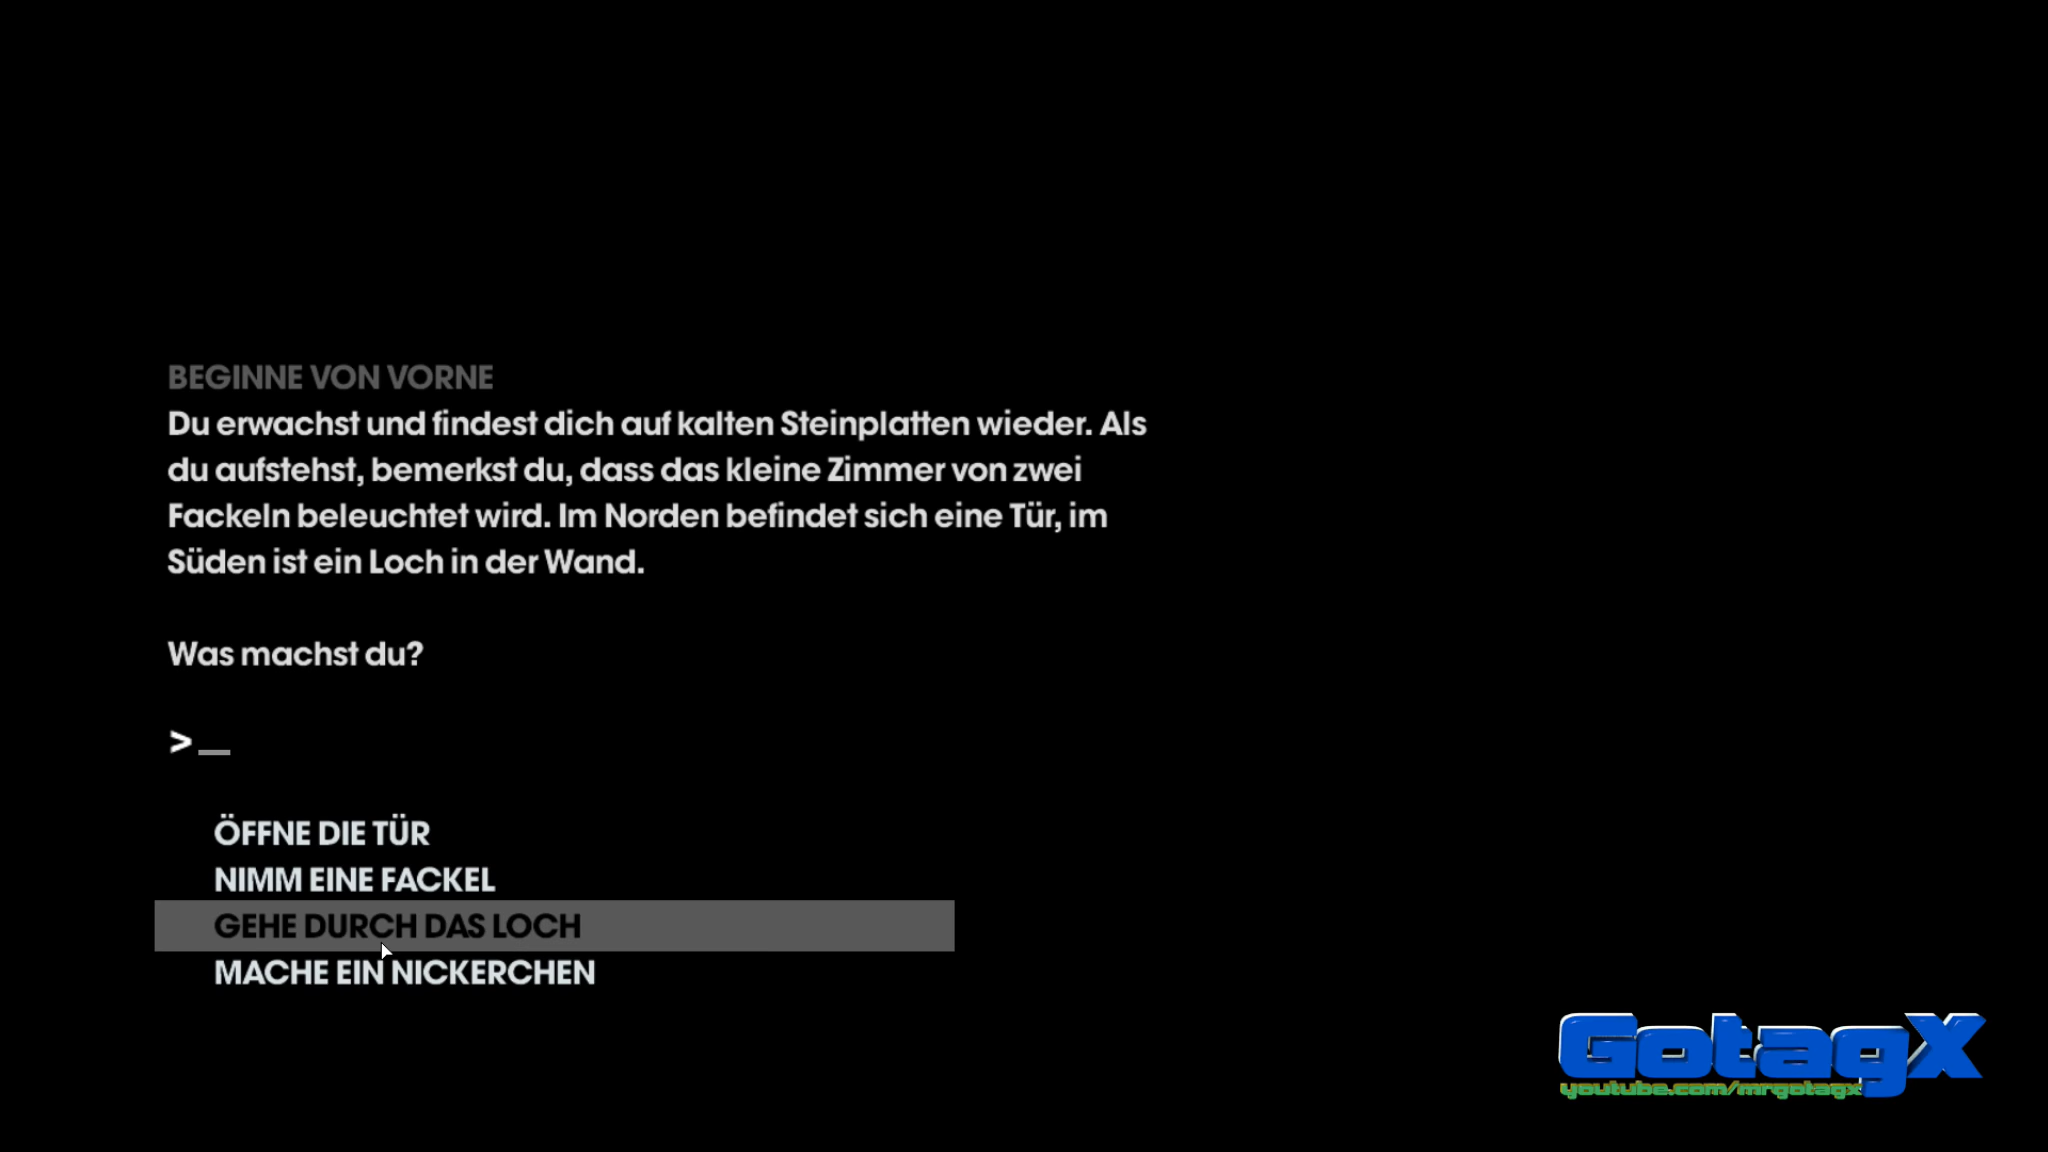 BEGINNE VON VORNE
Du erwachst und findest dich auf kalten Steinplatten wieder. Als
du aufstehst, bemerkst du, dass das kleine Zimmer von zwei
Fackeln beleuchtet wird. Im Norden befindet sich eine Tür, im
Süden ist ein Loch in der Wand.
Was machst du?
>_
ÖFFNE DIE TÜR
NIMM EINE FACKEL
GEHE DURCH DAS LOCH
MACHE EIN NICKERCHEN
GotagX
youtube.com/mrgotagx